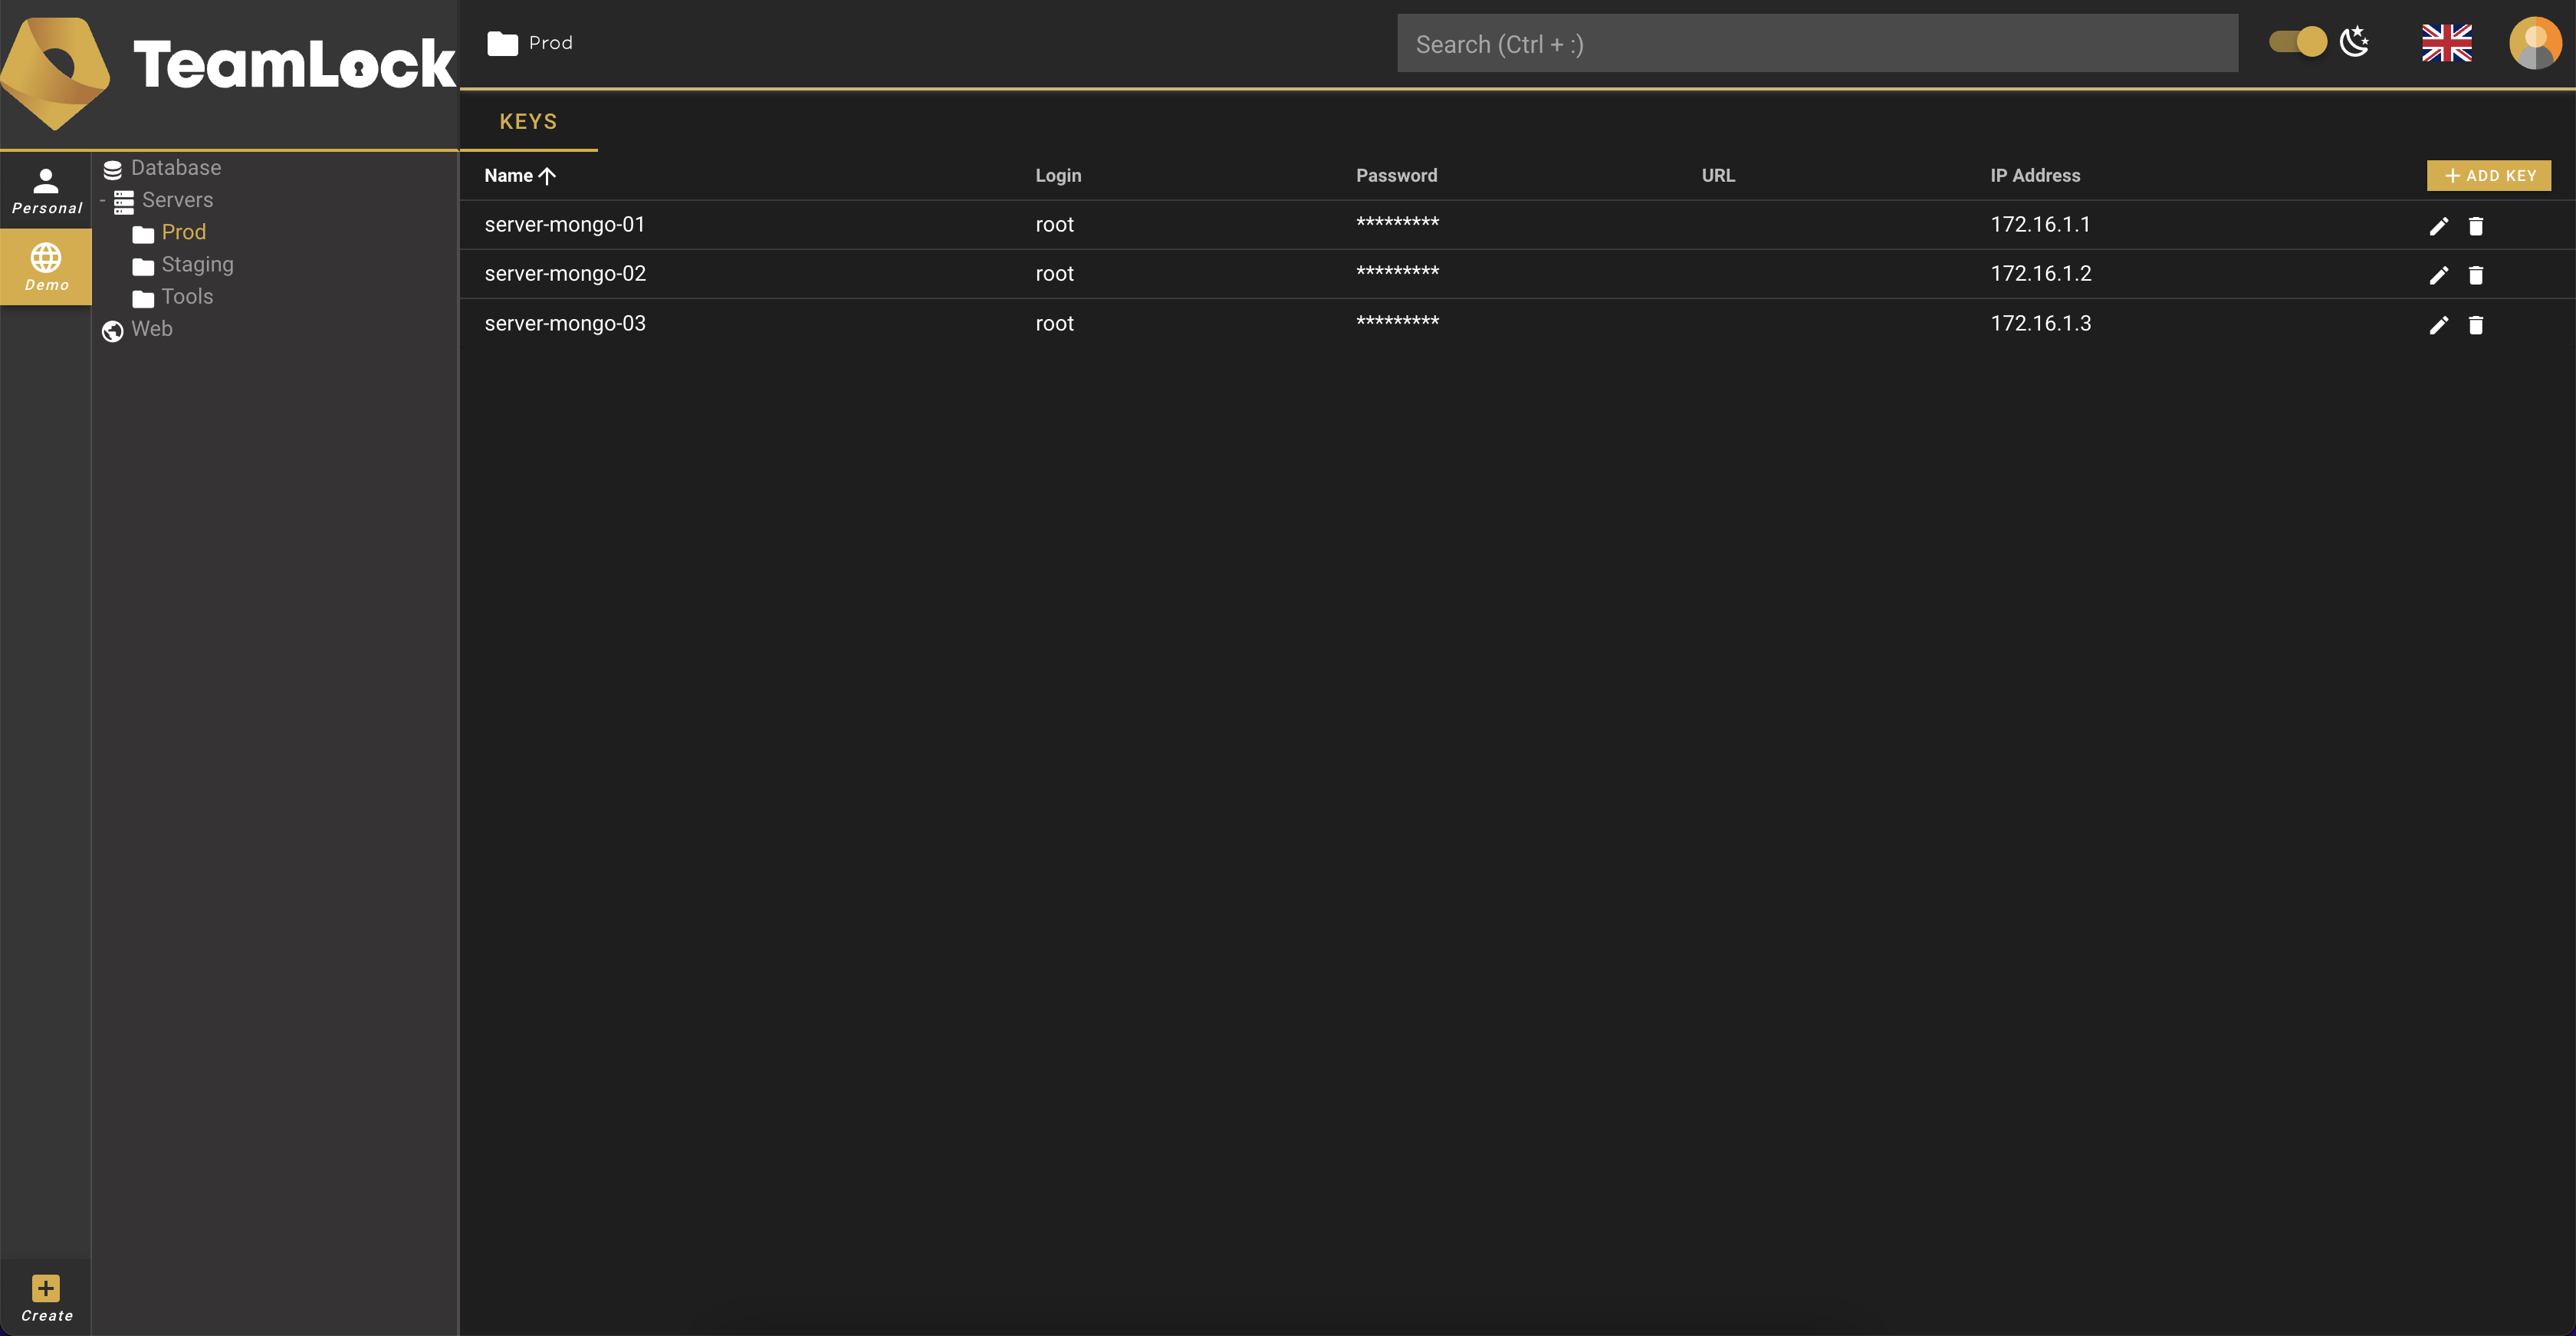 TeamLock
Prod
Search (Ctrl + :)
Personal
Demo
Database
- Servers
Prod
Staging
Tools
Web
KEYS
Name Login Password URL IP Address ADD KEY
server-mongo-01 root ********* 172.16.1.1
server-mongo-02 root ********* 172.16.1.2
server-mongo-03 root ********* 172.16.1.3
Create